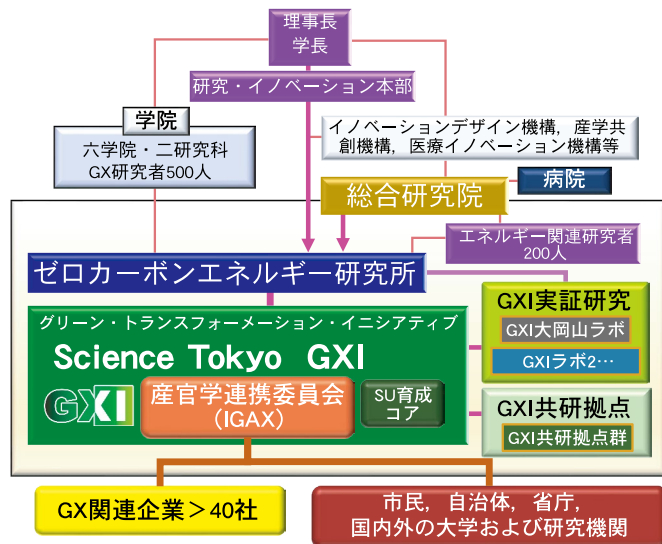 理事長
学長
研究・イノベーション本部
学院
六学院・二研究科
GX研究者500人
イノベーションデザイン機構，産学共
創機構，医療イノベーション機構等
病院
総合研究院
エネルギー関連研究者
200人
ゼロカーボンエネルギー研究所
グリーン・トランスフォーメーション・イニシアティブ
Science Tokyo GXI
GXI
産官学連携委員会
（IGAX）
SU育成
コア
GXI実証研究
GXI大岡山ラボ
GXIラボ2…
GXI共研拠点
GXI共研拠点群
GX関連企業＞40社
市民，自治体，省庁，
国内外の大学および研究機関